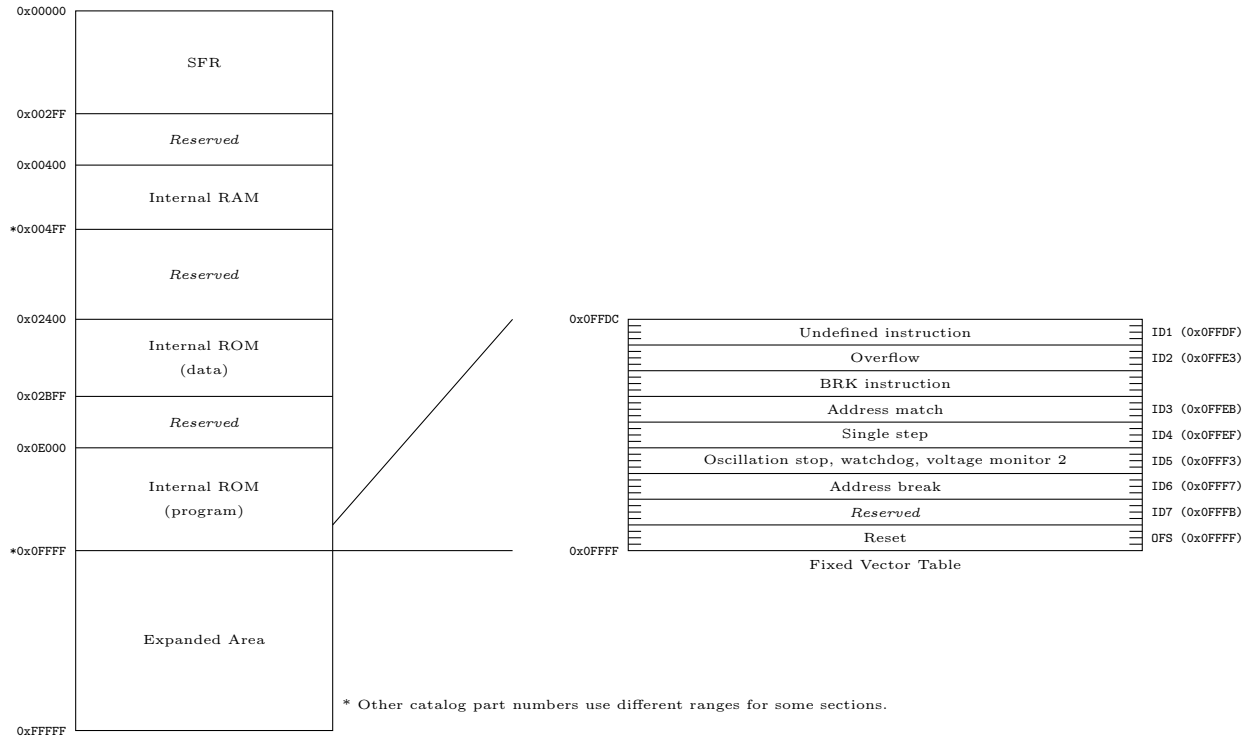 0x00000
SFR
0x002FF
Reserved
0x00400
Internal RAM
*0x004FF
Reserved
0x02400
Internal ROM
(data)
0x02BFF
Reserved
0x0E000
Internal ROM
(program)
*0x0FFFF
Expanded Area
0xFFFFF
* Other catalog part numbers use different ranges for some sections.
0x0FFDC
Undefined instruction ID1 (0x0FFDF)
Overflow ID2 (0x0FFE3)
BRK instruction
Address match ID3 (0x0FFEB)
Single step ID4 (0x0FFEF)
Oscillation stop, watchdog, voltage monitor 2 ID5 (0x0FFF3)
Address break ID6 (0x0FFF7)
Reserved ID7 (0x0FFFB)
Reset OFS (0x0FFFF)
0x0FFFF
Fixed Vector Table